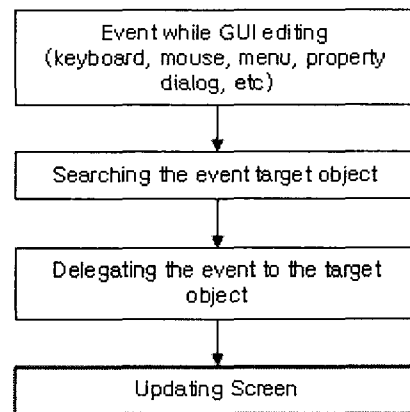 Event while GUI editing
(keyboard, mouse, menu, property
dialog, etc)
Searching the event target object
Delegating the event to the target
object
Updating Screen